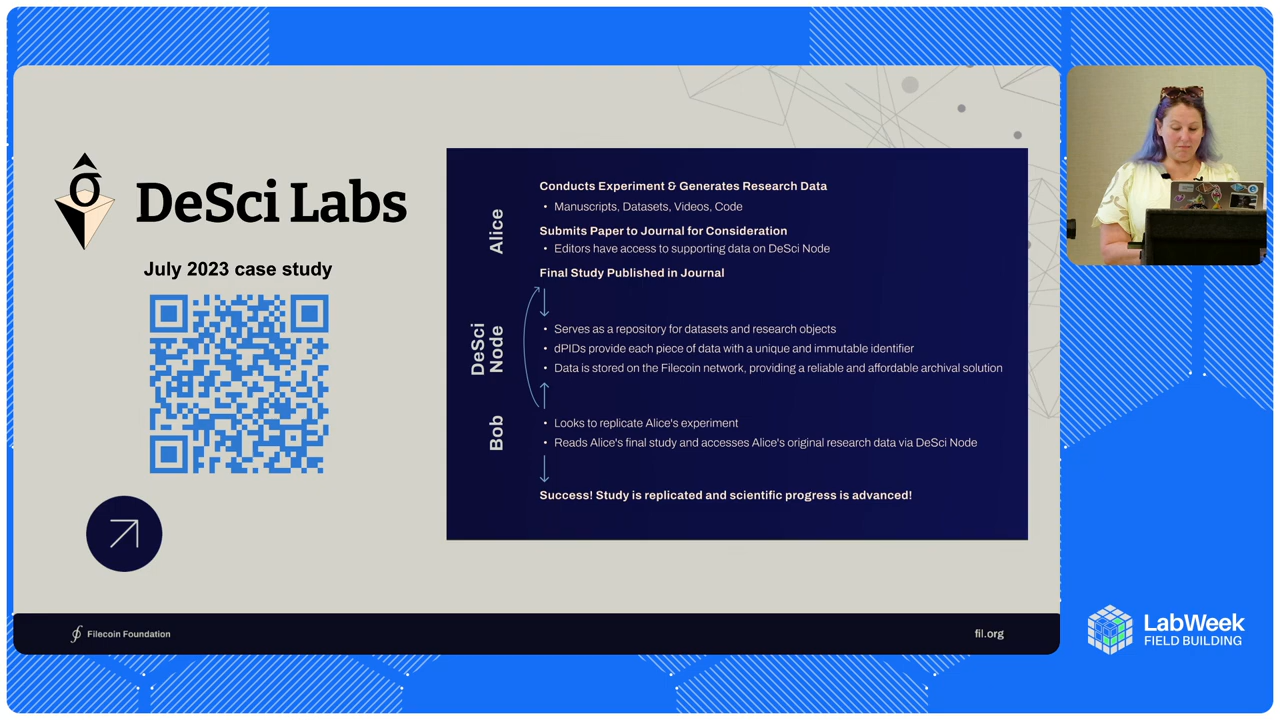 DeSci Labs
July 2023 case study
Alice
Conducts Experiment & Generates Research Data
• Manuscripts, Datasets, Videos, Code
Submits Paper to Journal for Consideration
• Editors have access to supporting data on DeSci Node
Final Study Published in Journal
DeSci
Node
• Serves as a repository for datasets and research objects
• dPIDs provide each piece of data with a unique and immutable identifier
• Data is stored on the Filecoin network, providing a reliable and affordable archival solution
Bob
• Looks to replicate Alice's experiment
• Reads Alice's final study and accesses Alice's original research data via DeSci Node
Success! Study is replicated and scientific progress is advanced!
Filecoin Foundation
fil.org
LabWeek
FIELD BUILDING